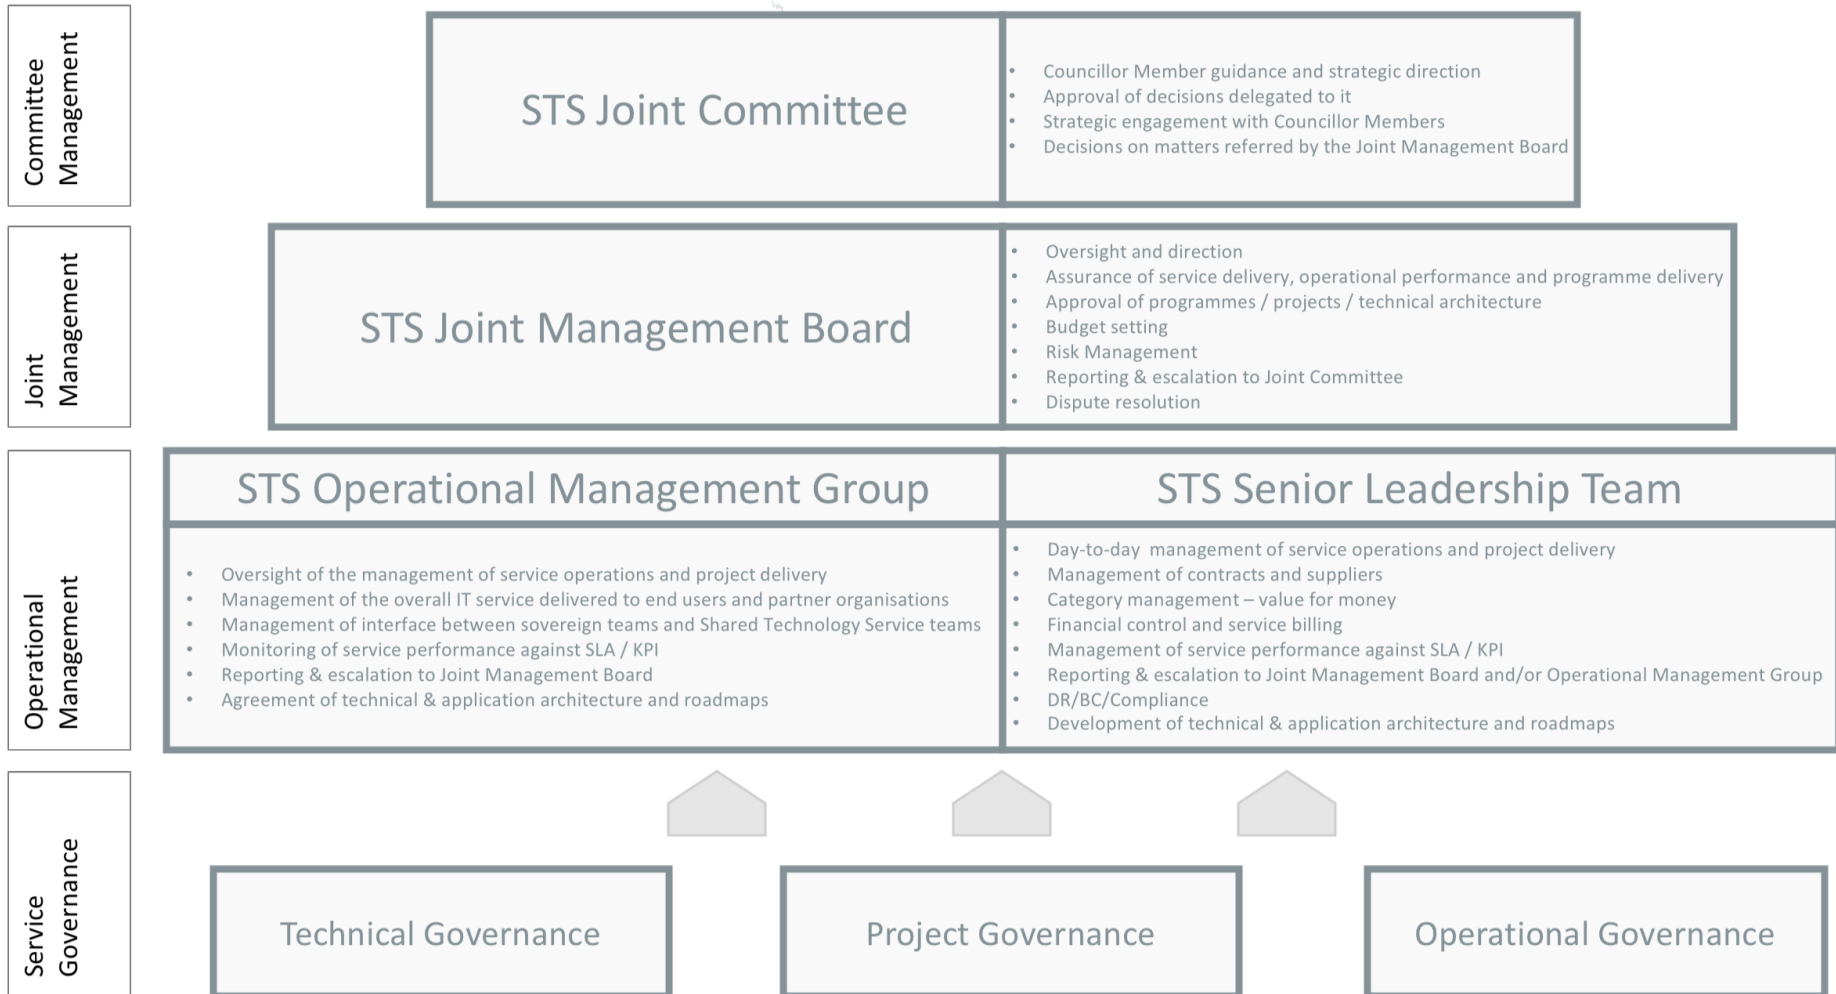 Committee
Management
STS Joint Committee
• Councillor Member guidance and strategic direction
• Approval of decisions delegated to it
• Strategic engagement with Councillor Members
• Decisions on matters referred by the Joint Management Board
Joint
Management
STS Joint Management Board
• Oversight and direction
• Assurance of service delivery, operational performance and programme delivery
• Approval of programmes / projects / technical architecture
• Budget setting
• Risk Management
• Reporting & escalation to Joint Committee
• Dispute resolution
Operational
Management
STS Operational Management Group
• Oversight of the management of service operations and project delivery
• Management of the overall IT service delivered to end users and partner organisations
• Management of interface between sovereign teams and Shared Technology Service teams
• Monitoring of service performance against SLA / KPI
• Reporting & escalation to Joint Management Board
• Agreement of technical & application architecture and roadmaps
STS Senior Leadership Team
• Day-to-day  management of service operations and project delivery
• Management of contracts and suppliers
• Category management – value for money
• Financial control and service billing
• Management of service performance against SLA / KPI
• Reporting & escalation to Joint Management Board and/or Operational Management Group
• DR/BC/Compliance
• Development of technical & application architecture and roadmaps
Service
Governance
Technical Governance
Project Governance
Operational Governance